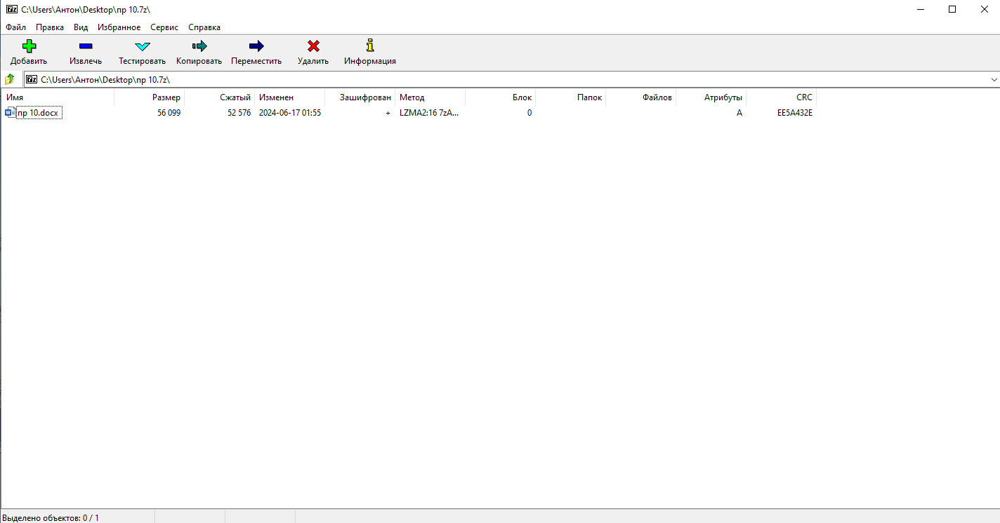 C:\Users\Антон\Desktop\пр 10.7z\
Файл Правка Вид Избранное Сервис Справка
Добавить Извлечь Тестировать Копировать Переместить Удалить Информация
C:\Users\Антон\Desktop\пр 10.7z\
Имя Размер Сжатый Изменен Зашифрован Метод Блок Папок Файлов Атрибуты CRC
пр 10.docx 56 099 52 576 2024-06-17 01:55 + LZMA2:16 7zA... 0 A EE5A432E
Выделено объектов: 0 / 1